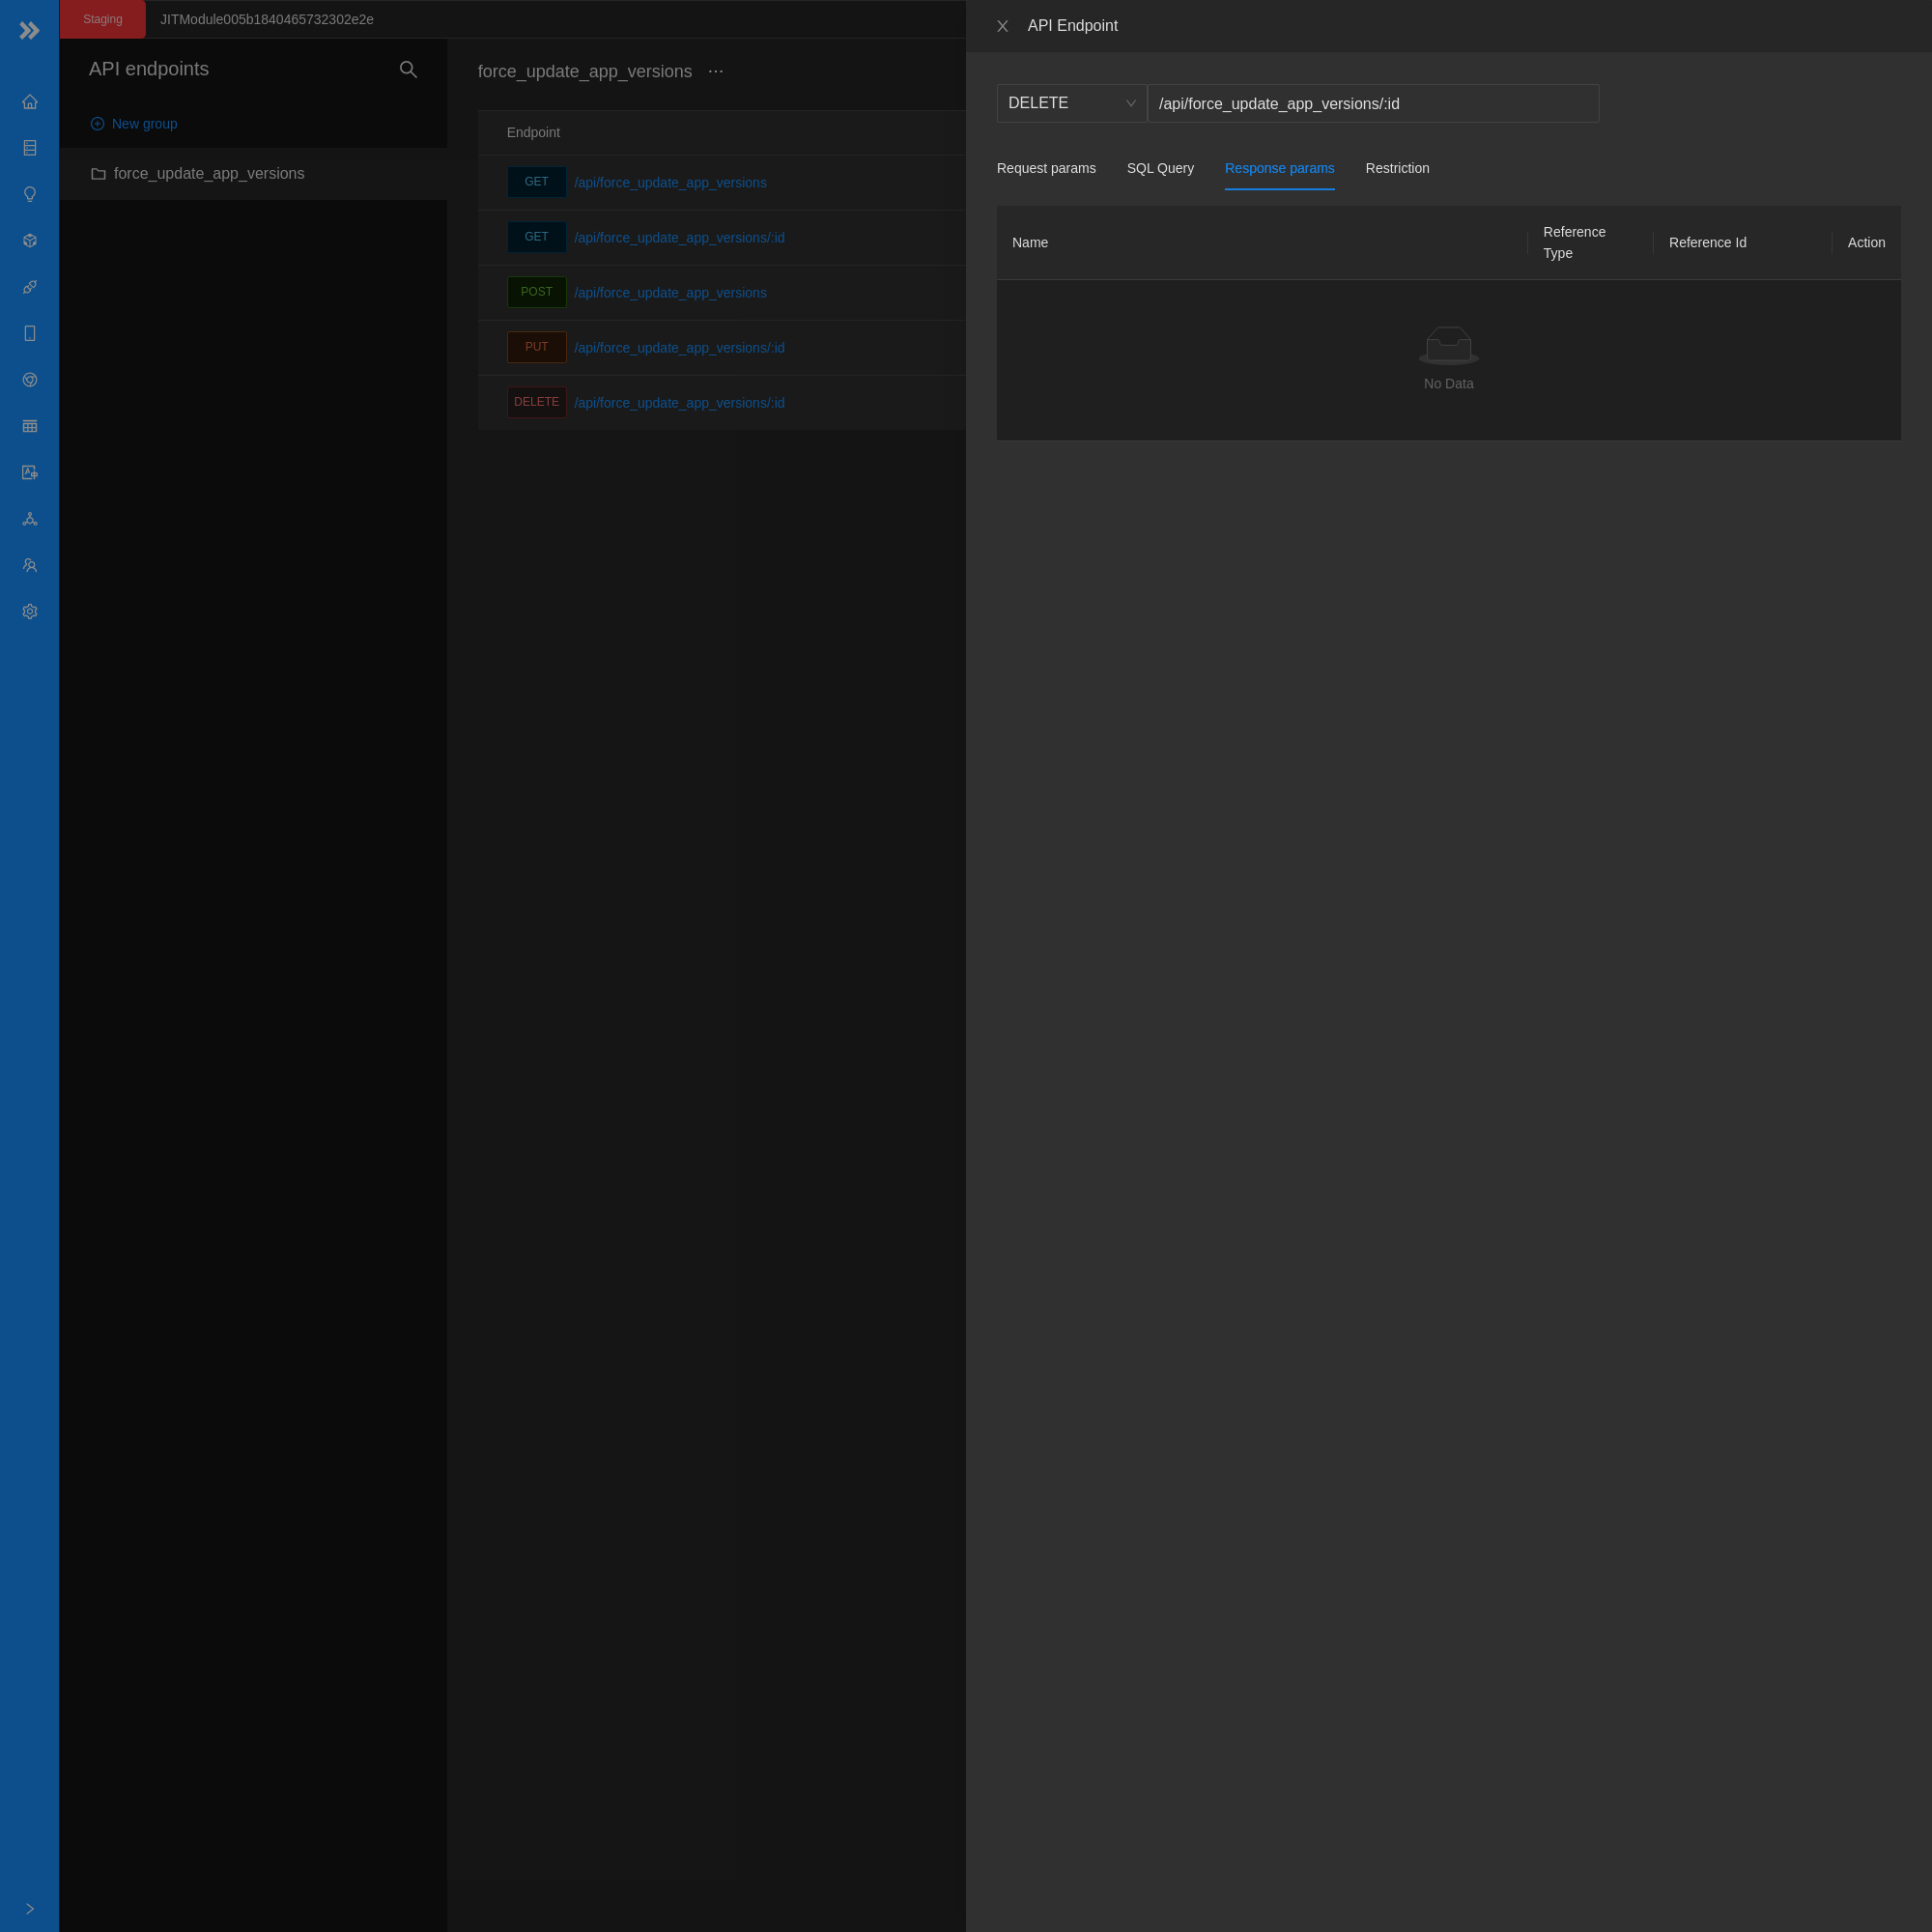 Staging
JITModule005b1840465732302e2e
API endpoints
New group
force_update_app_versions
force_update_app_versions
Endpoint
GET /api/force_update_app_versions
GET /api/force_update_app_versions/:id
POST /api/force_update_app_versions
PUT /api/force_update_app_versions/:id
DELETE /api/force_update_app_versions/:id
API Endpoint
DELETE /api/force_update_app_versions/:id
Request params SQL Query Response params Restriction
Name Reference Type Reference Id Action
No Data